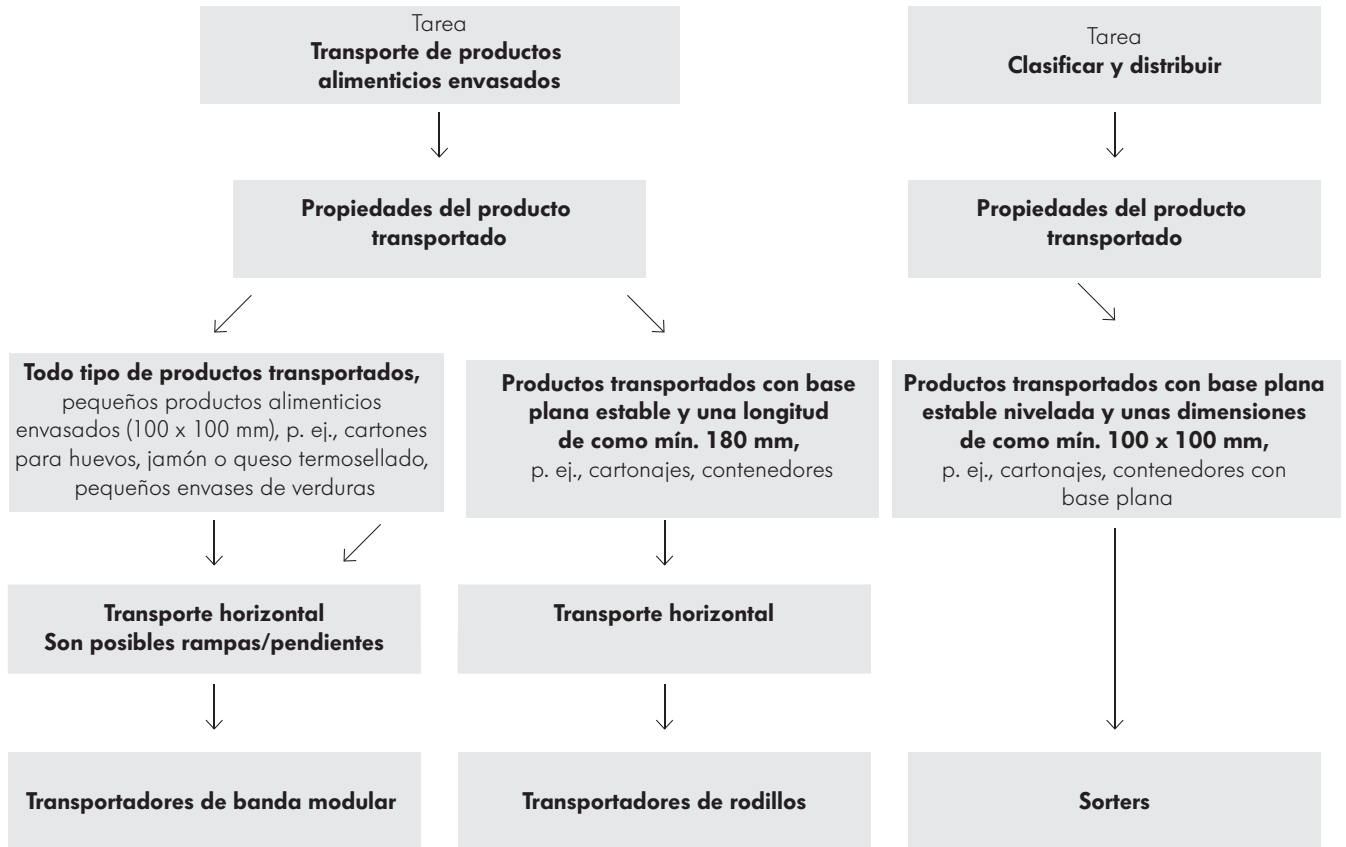 Tarea
Transporte de productos
alimenticios envasados
Tarea
Clasificar y distribuir
Propiedades del producto
transportado
Propiedades del producto
transportado
Todo tipo de productos transportados,
pequeños productos alimenticios
envasados (100 x 100 mm), p. ej., cartones
para huevos, jamón o queso termosellado,
pequeños envases de verduras
Productos transportados con base
plana estable y una longitud
de como mín. 180 mm,
p. ej., cartonajes, contenedores
Productos transportados con base plana
estable nivelada y unas dimensiones
de como mín. 100 x 100 mm,
p. ej., cartonajes, contenedores con
base plana
Transporte horizontal
Son posibles rampas/pendientes
Transporte horizontal
Transportadores de banda modular
Transportadores de rodillos
Sorters